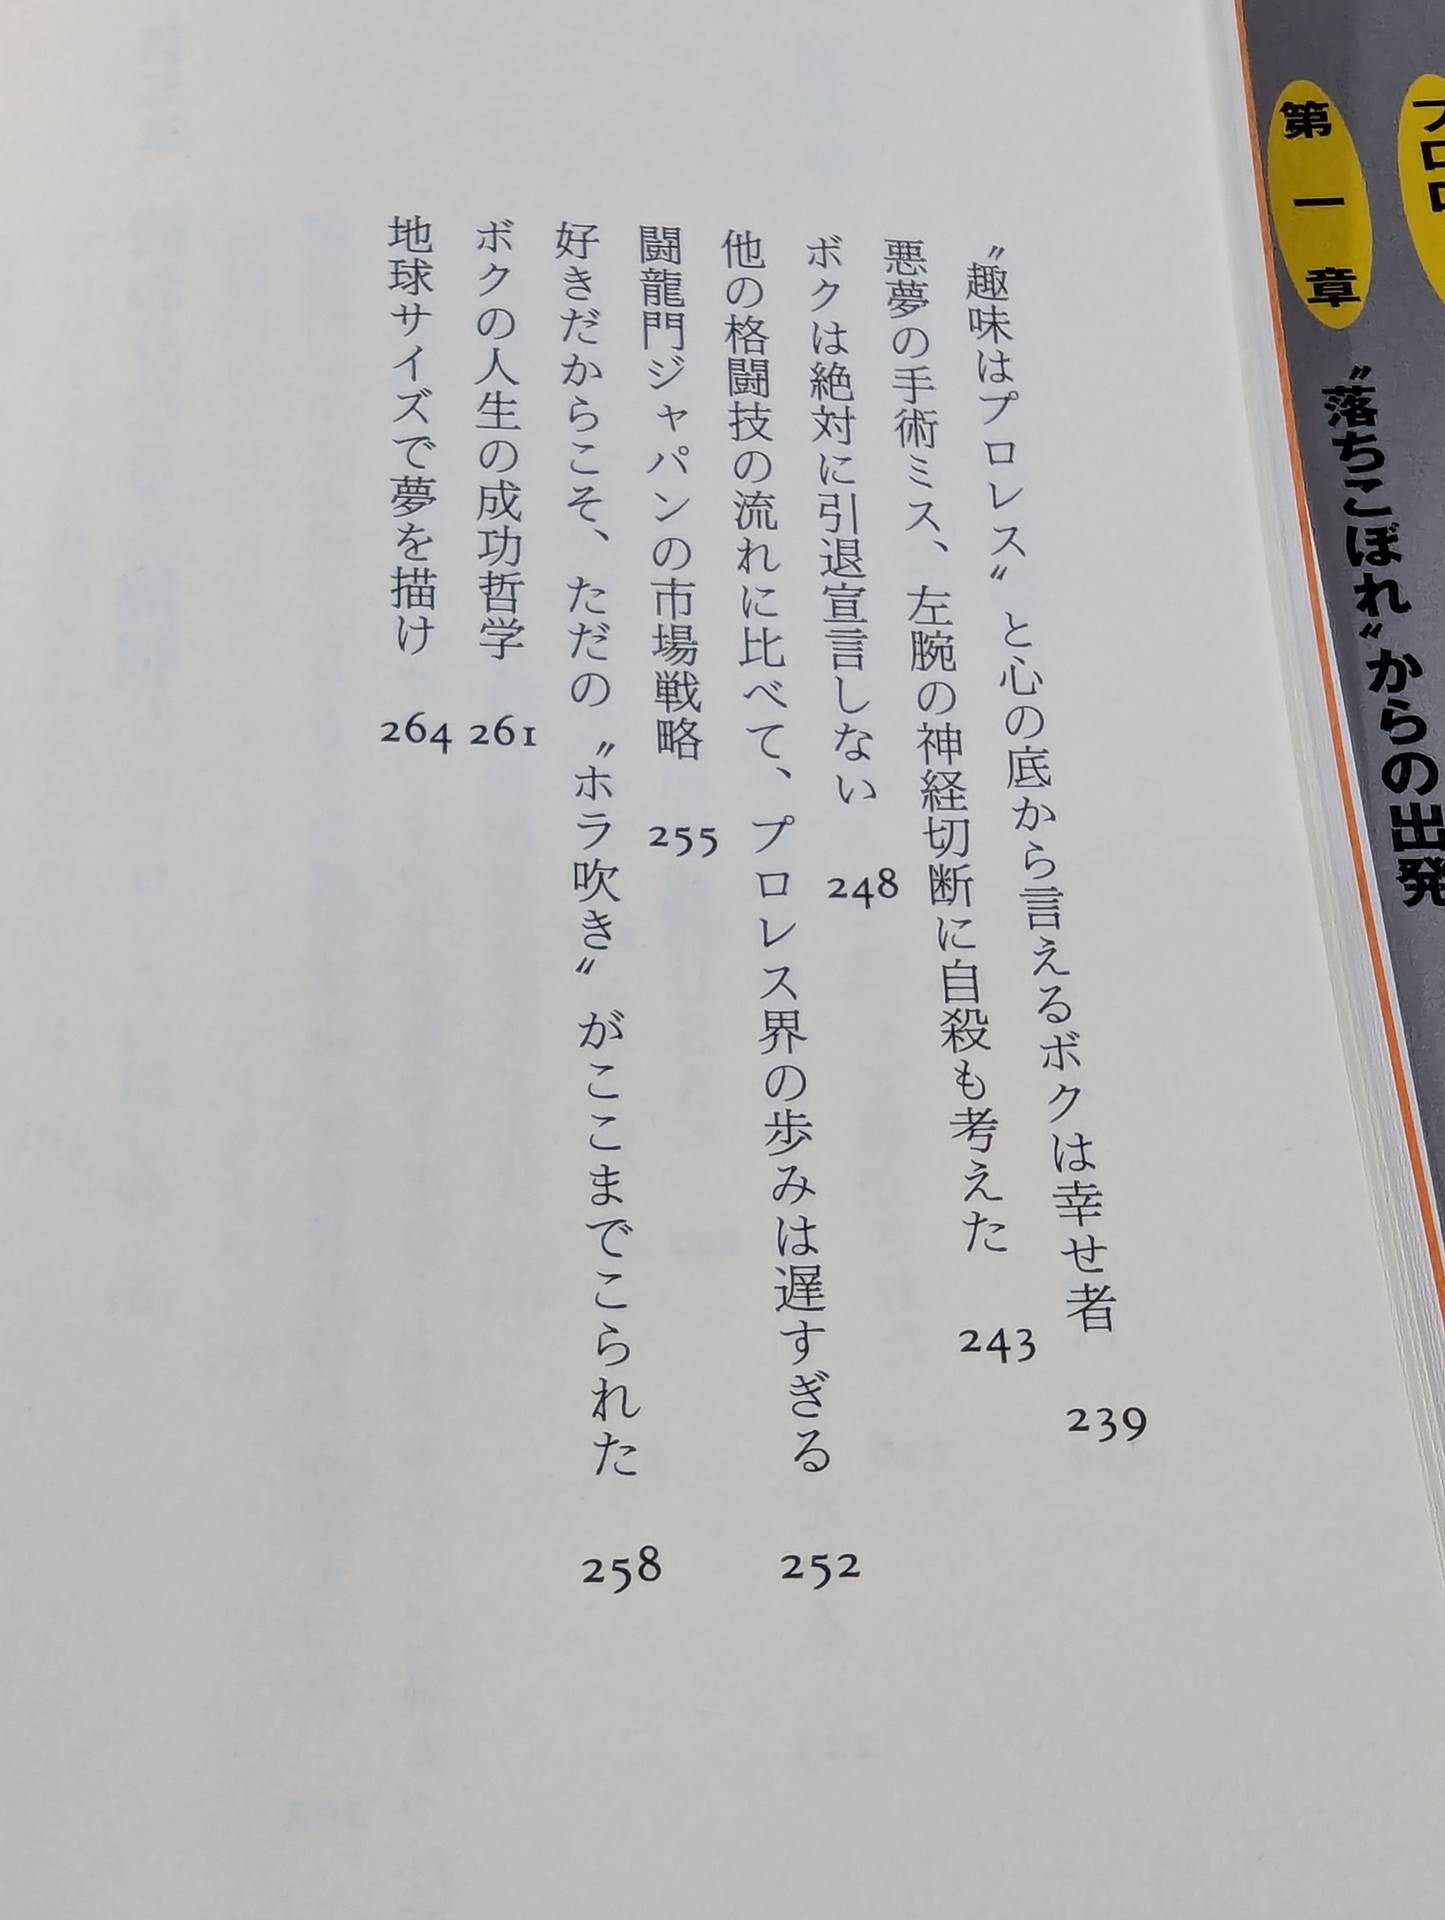 プロロ
第一章 〝落ちこぼれ〟からの出発
〝趣味はプロレス〟と心の底から言えるボクは幸せ者 239
悪夢の手術ミス、左腕の神経切断に自殺も考えた 243
ボクは絶対に引退宣言しない 248
他の格闘技の流れに比べて、プロレス界の歩みは遅すぎる 252
闘龍門ジャパンの市場戦略 255
好きだからこそ、ただの〝ホラ吹き〟がここまでこられた 258
ボクの人生の成功哲学 261
地球サイズで夢を描け 264